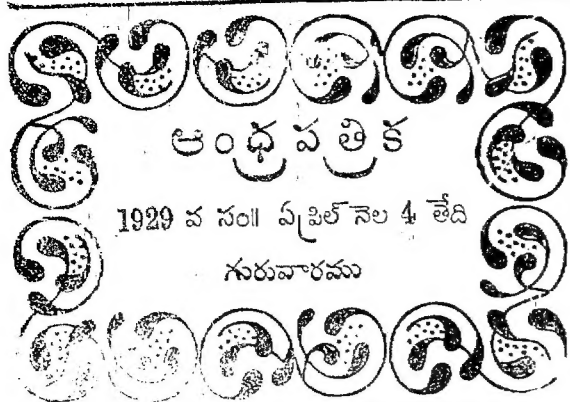 ఆంధ్రపత్రిక
1929 వ సం॥ ఏప్రిల్ నెల 4 తేది
గురువారము